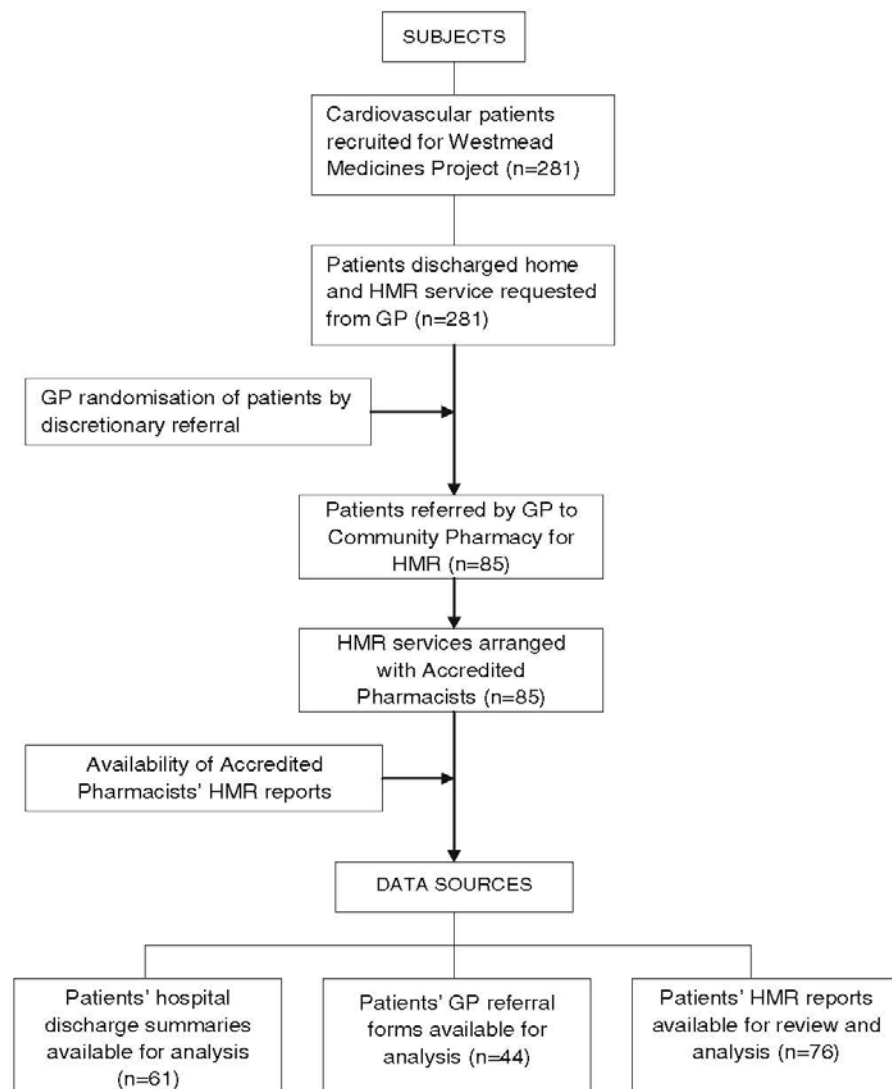 SUBJECTS
Cardiovascular patients
recruited for Westmead
Medicines Project (n=281)
Patients discharged home
and HMR service requested
from GP (n=281)
GP randomisation of patients by
discretionary referral
Patients referred by GP to
Community Pharmacy for
HMR (n=85)
HMR services arranged
with Accredited
Pharmacists (n=85)
Availability of Accredited
Pharmacists’ HMR reports
DATA SOURCES
Patients’ hospital
discharge summaries
available for analysis
(n=61)
Patients’ GP referral
forms available for
analysis (n=44)
Patients’ HMR reports
available for review and
analysis (n=76)